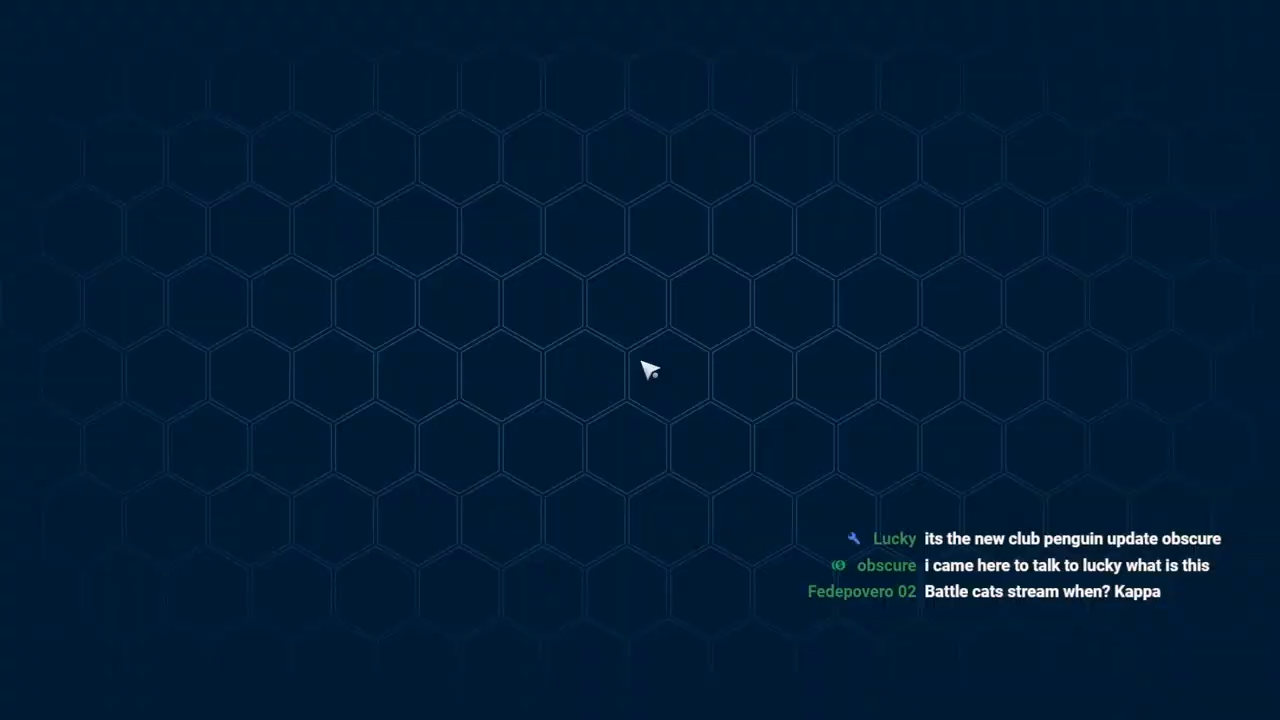 Lucky its the new club penguin update obscure
obscure i came here to talk to lucky what is this
Fedepovero 02 Battle cats stream when? Kappa